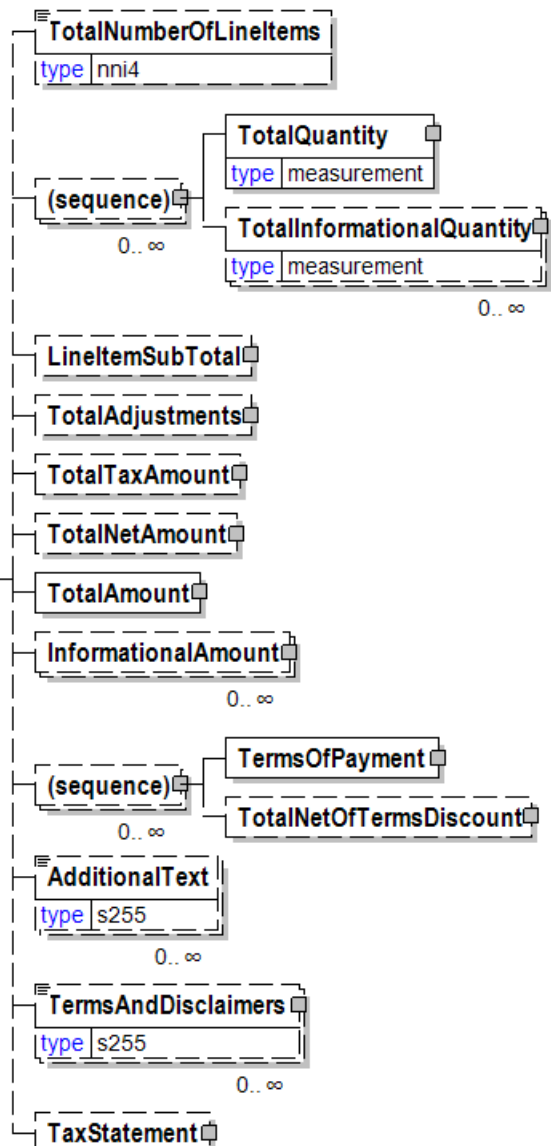 TotalNumberOfLineItems
type nni4
TotalQuantity
type measurement
(sequence)
0.. ∞
TotalInformationalQuantity
type measurement
0.. ∞
LineItemSubTotal
TotalAdjustments
TotalTaxAmount
TotalNetAmount
TotalAmount
InformationalAmount
0.. ∞
TermsOfPayment
(sequence)
0.. ∞
TotalNetOfTermsDiscount
AdditionalText
type s255
0.. ∞
TermsAndDisclaimers
type s255
0.. ∞
TaxStatement